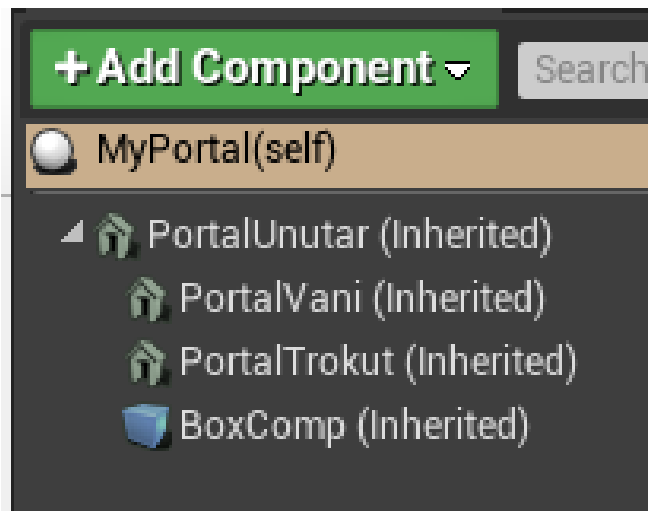 + Add Component
Search
MyPortal(self)
PortalUnutar (Inherited)
PortalVani (Inherited)
PortalTrokut (Inherited)
BoxComp (Inherited)